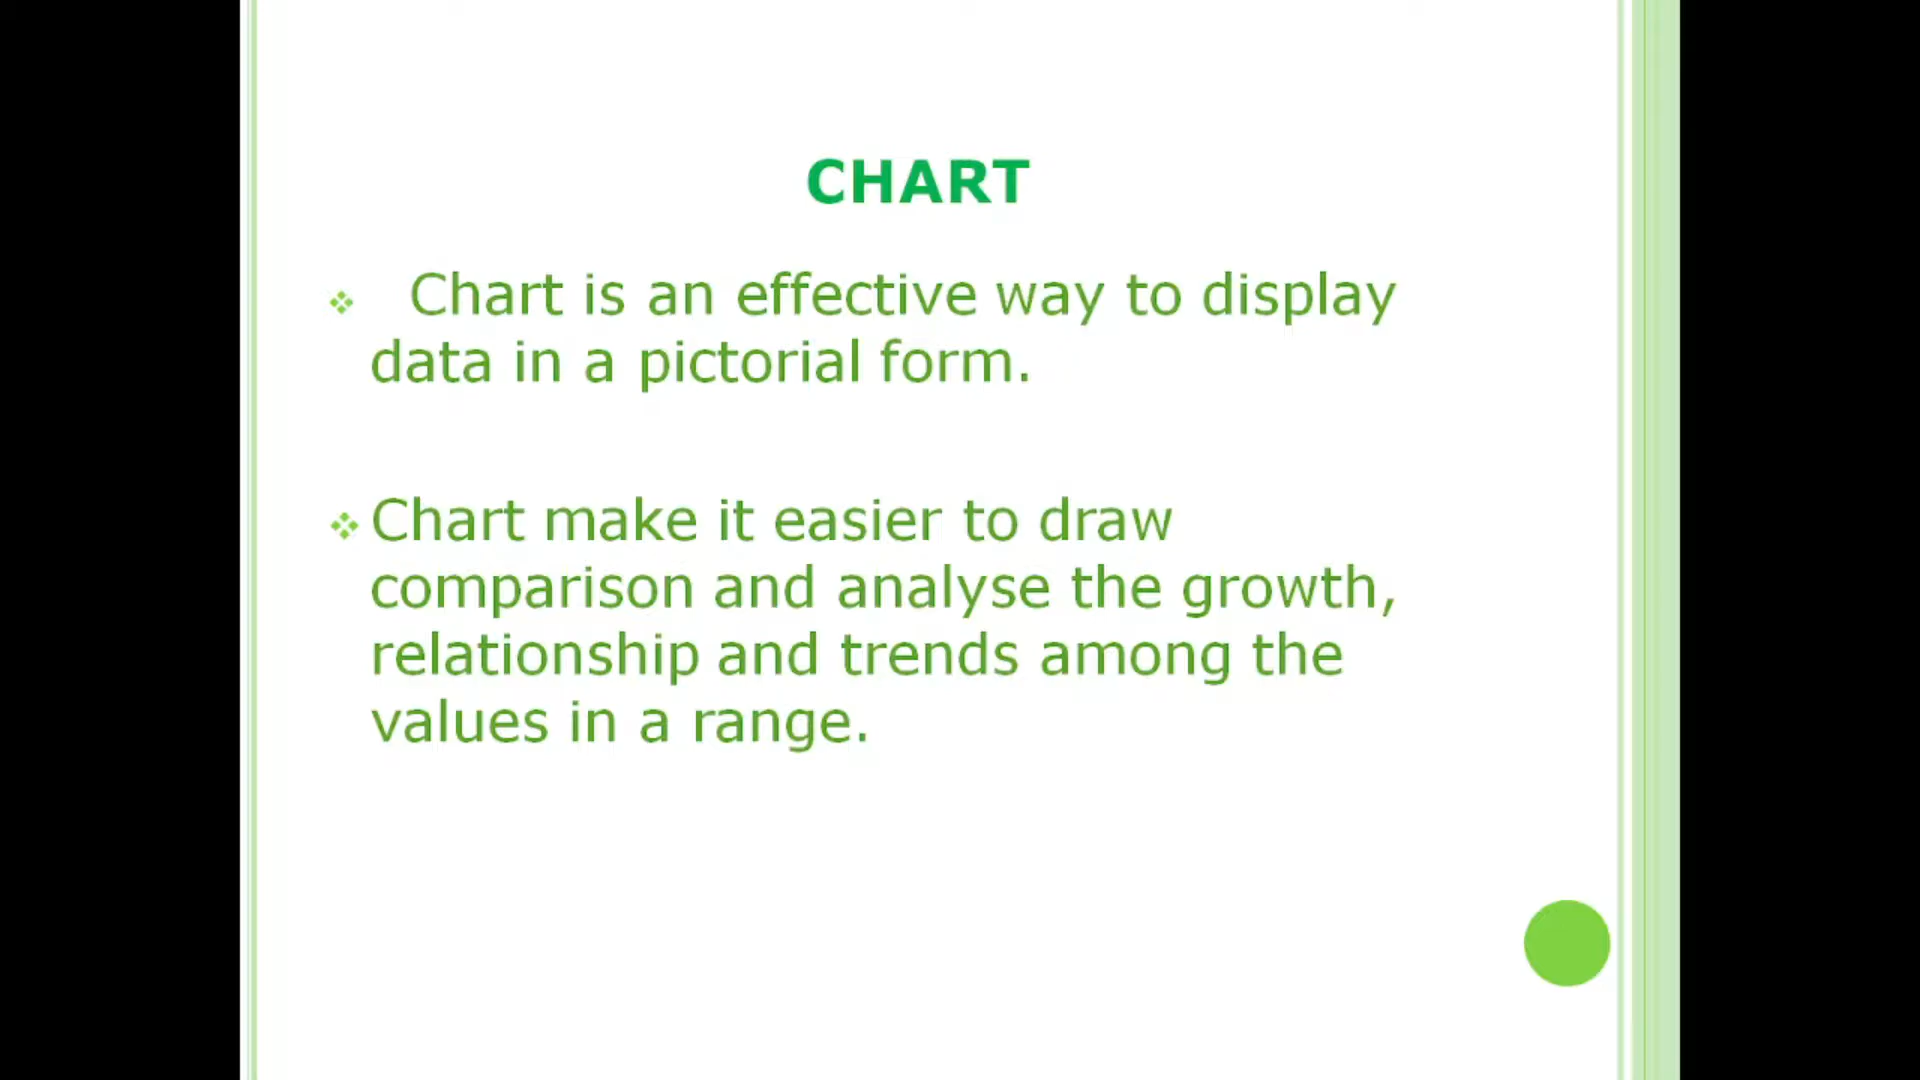 CHART
Chart is an effective way to display
data in a pictorial form.
Chart make it easier to draw
comparison and analyse the growth,
relationship and trends among the
values in a range.